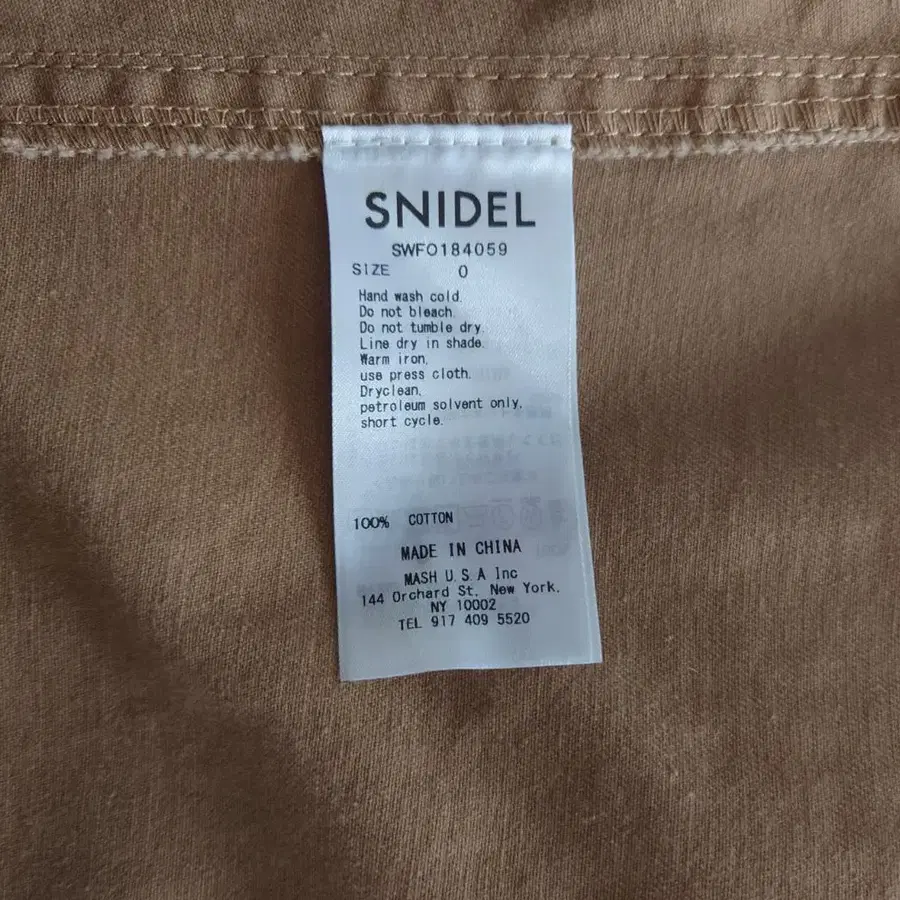 SNIDEL
SWFO184059
SIZE 0
Hand wash cold.
Do not bleach.
Do not tumble dry.
Line dry in shade.
Warm iron,
use press cloth.
Dryclean,
petroleum solvent only,
short cycle.
100% COTTON
MADE IN CHINA
MASH U.S.A Inc
144 Orchard St. New York.
NY 10002
TEL 917 409 5520